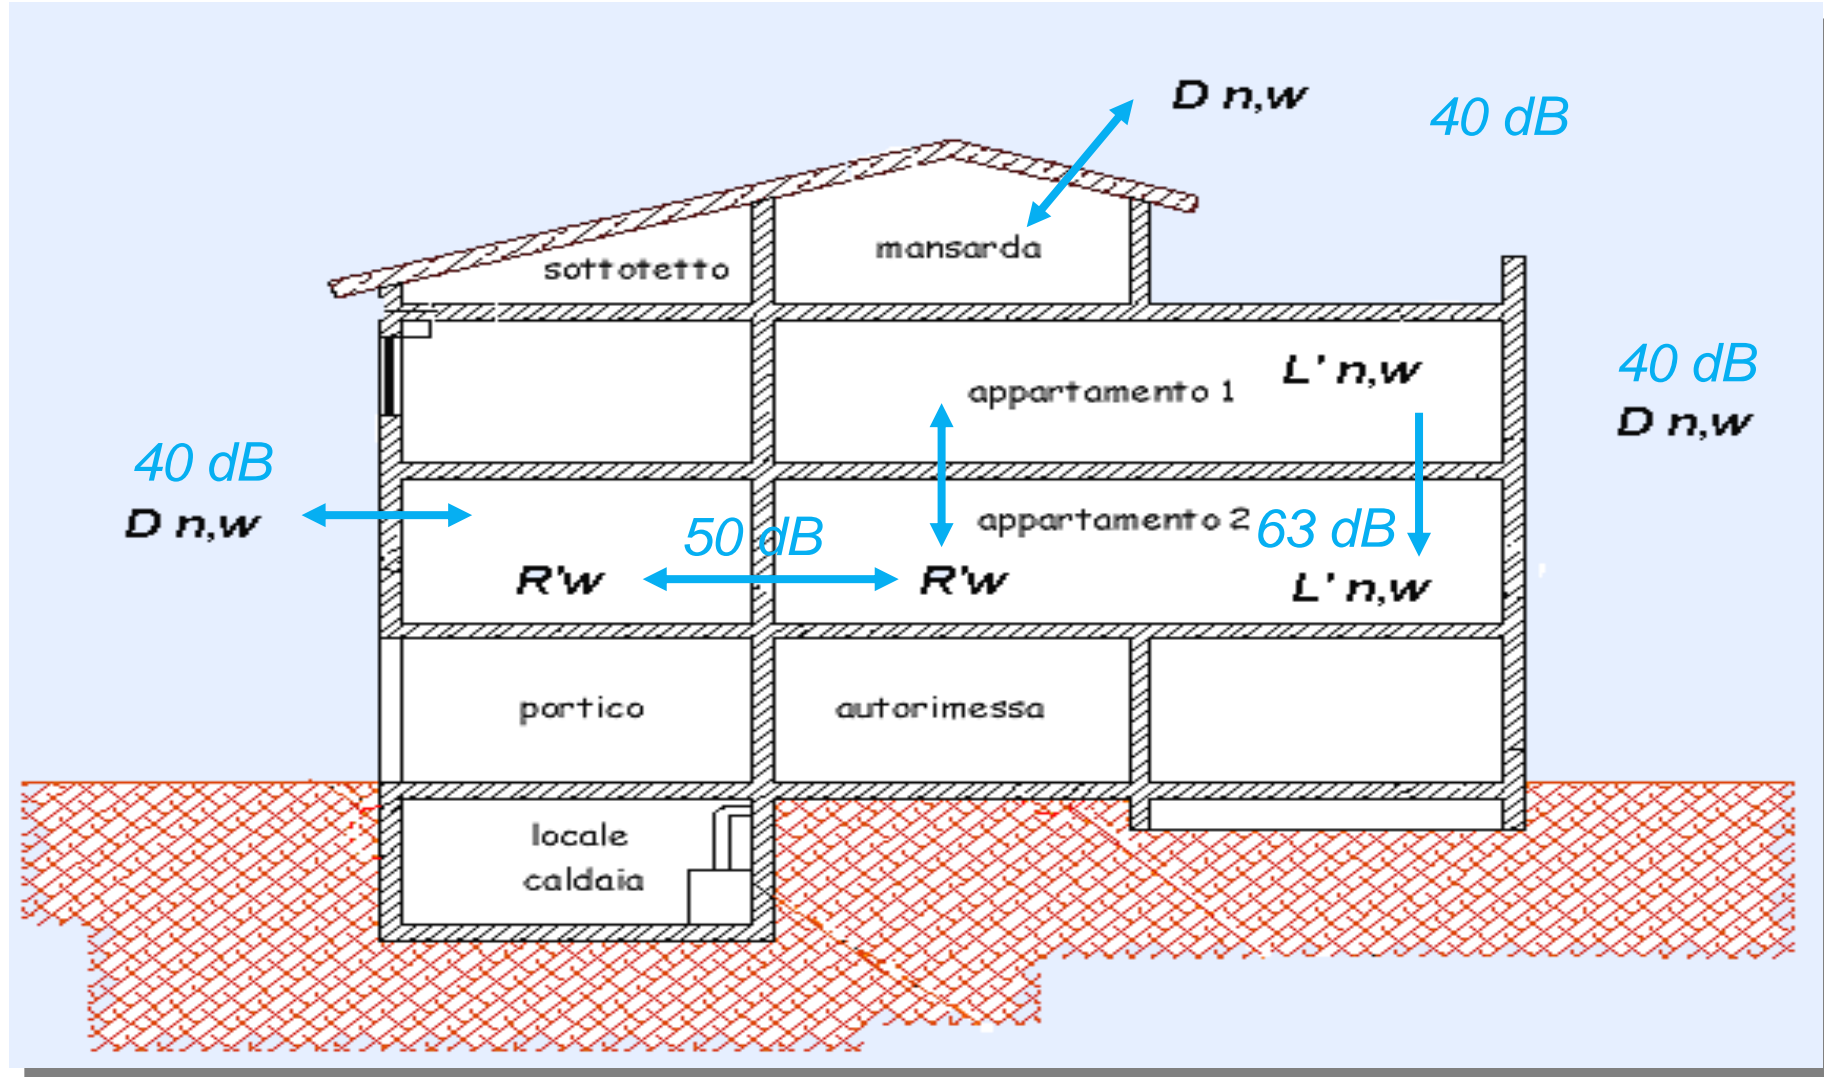 D n,w
40 dB
mansarda
sottotetto
L' n,w
40 dB
appartamento 1
D n,w
40 dB
D n,w
appartamento 2
63 dB
50 dB
R'w
R'w
L' n,w
portico
autorimessa
locale
caldaia